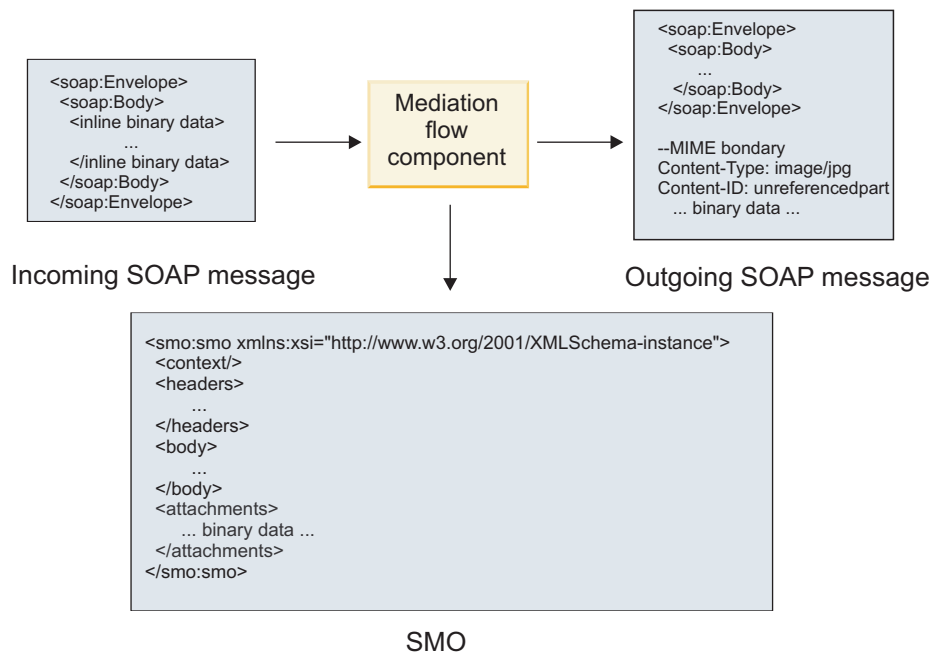 <soap:Envelope>
<soap:Body>
<inline binary data>
...
</inline binary data>
</soap:Body>
</soap:Envelope>
Incoming SOAP message
Mediation
flow
component
<soap:Envelope>
<soap:Body>
...
</soap:Body>
</soap:Envelope>
--MIME bondary
Content-Type: image/jpg
Content-ID: unreferencedpart
... binary data ...
Outgoing SOAP message
<smo:smo xmlns:xsi="http://www.w3.org/2001/XMLSchema-instance">
<context/>
<headers>
...
</headers>
<body>
...
</body>
<attachments>
... binary data ...
</attachments>
</smo:smo>
SMO